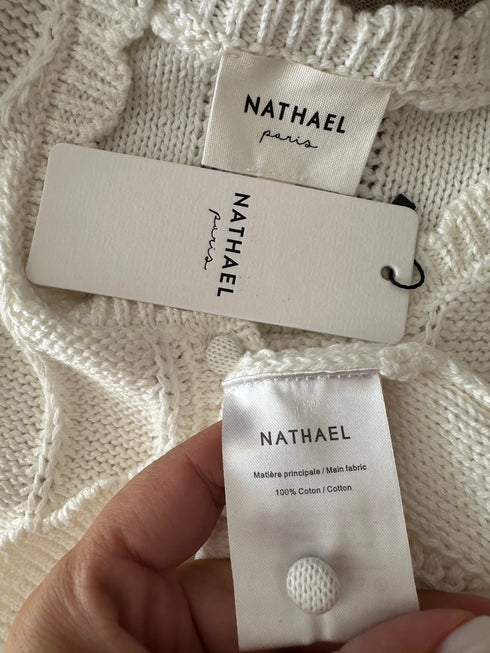 NATHAEL
paris
NATHAEL
paris
NATHAEL
Matière principale / Main fabric
100% Coton / Cotton